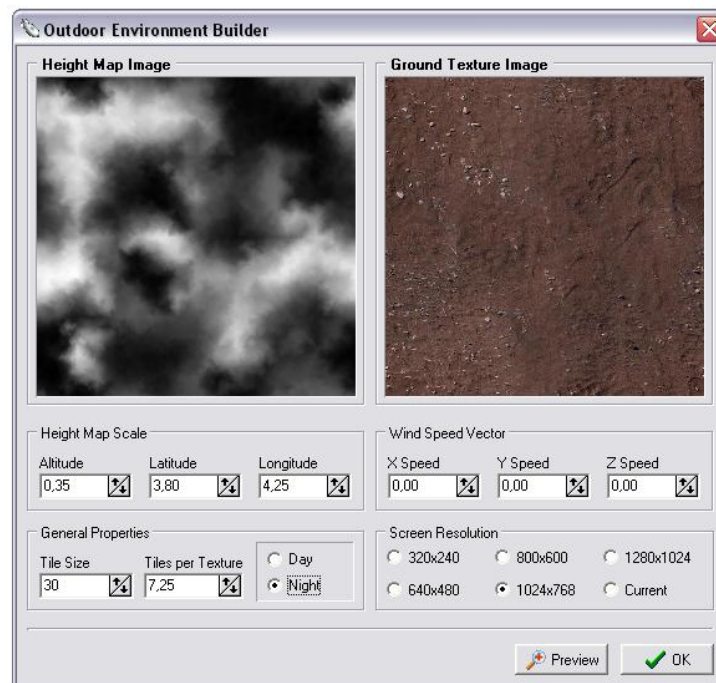 Outdoor Environment Builder
Height Map Image
Ground Texture Image
Height Map Scale
Altitude Latitude Longitude
0,35 3,80 4,25
Wind Speed Vector
X Speed Y Speed Z Speed
0,00 0,00 0,00
General Properties
Tile Size Tiles per Texture
30 7,25
Day
Night
Screen Resolution
320x240 800x600 1280x1024
640x480 1024x768 Current
Preview OK